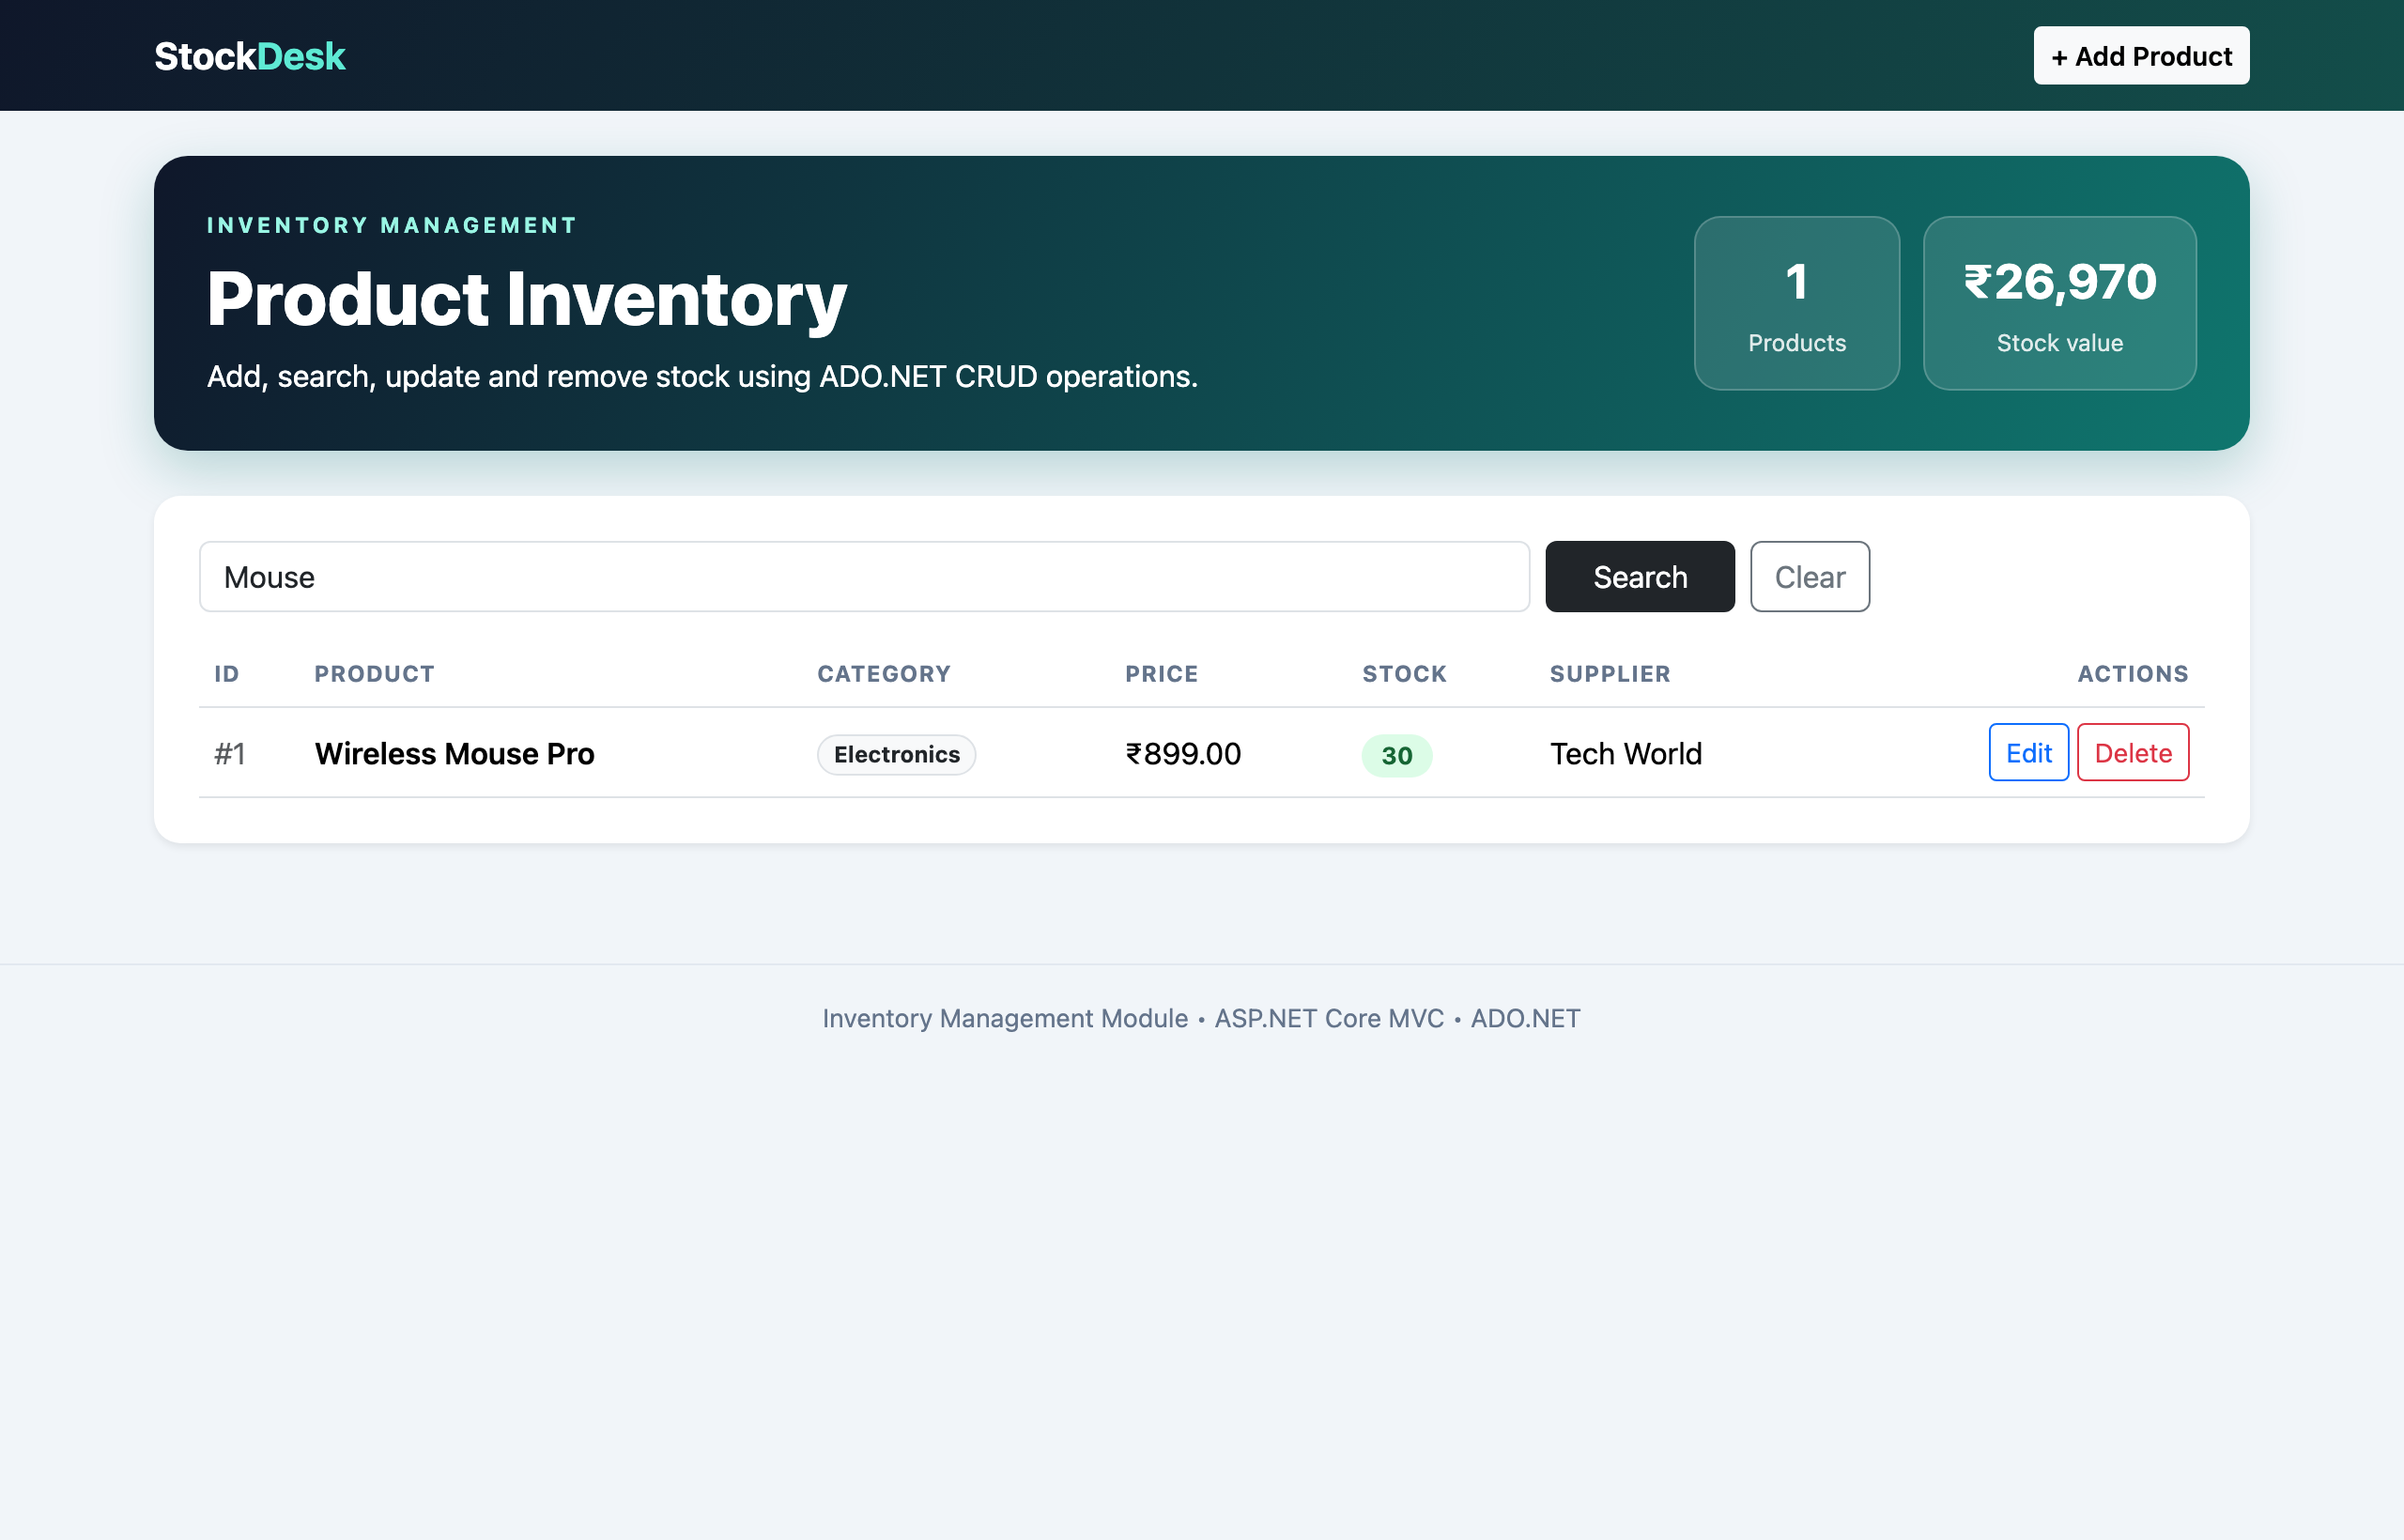 StockDesk
+ Add Product
INVENTORY MANAGEMENT
Product Inventory
Add, search, update and remove stock using ADO.NET CRUD operations.
1
Products
₹26,970
Stock value
Mouse
Search
Clear
ID PRODUCT CATEGORY PRICE STOCK SUPPLIER ACTIONS
#1 Wireless Mouse Pro Electronics ₹899.00 30 Tech World Edit Delete
Inventory Management Module • ASP.NET Core MVC • ADO.NET